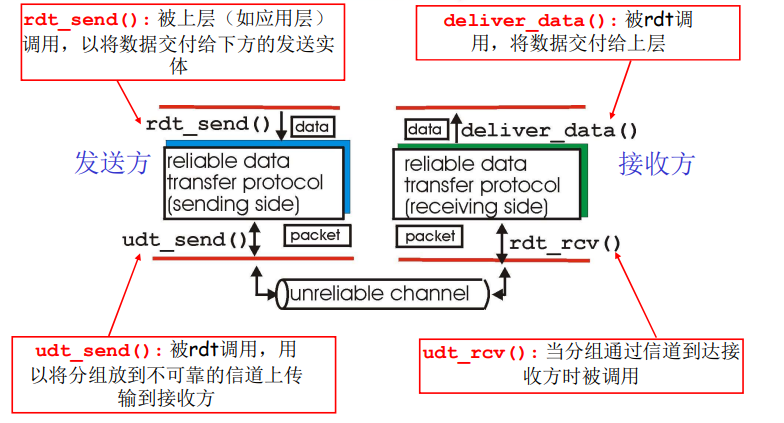 rdt_send(): 被上层（如应用层）
调用，以将数据交付给下方的发送实
体
deliver_data(): 被rdt调
用，将数据交付给上层
rdt_send()
data
data
deliver_data()
发送方
reliable data
transfer protocol
(sending side)
reliable data
transfer protocol
(receiving side)
接收方
udt_send()
packet
packet
rdt_rcv()
unreliable channel
udt_send(): 被rdt调用，用
以将分组放到不可靠的信道上传
输到接收方
udt_rcv(): 当分组通过信道到达接
收方时被调用